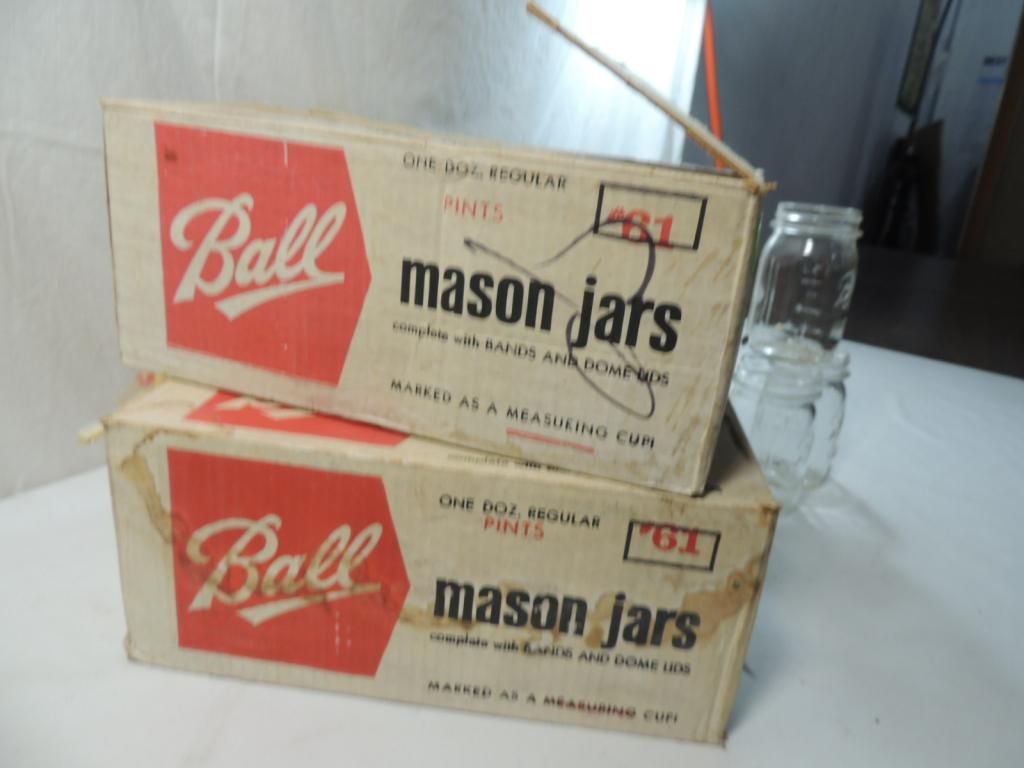 Ball
ONE DOZ. REGULAR
PINTS
#61
mason jars
complete with BANDS AND DOME LIDS
MARKED AS A MEASURING CUP!
Ball
ONE DOZ. REGULAR
PINTS
#61
mason jars
complete with BANDS AND DOME LIDS
MARKED AS A MEASURING CUP!